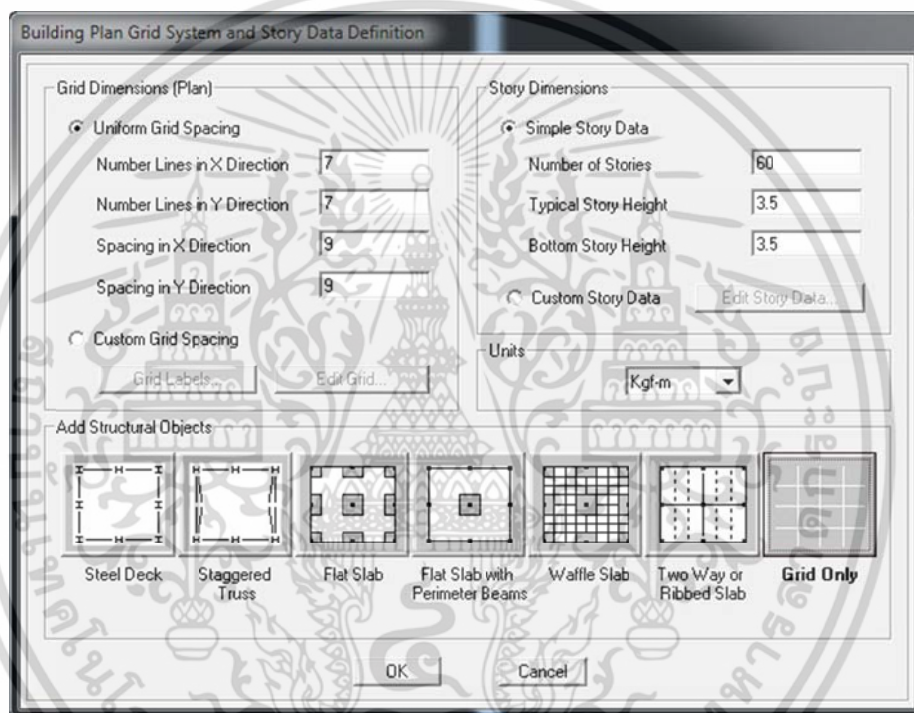 Building Plan Grid System and Story Data Definition
Grid Dimensions (Plan)
Uniform Grid Spacing
Number Lines in X Direction 7
Number Lines in Y Direction 7
Spacing in X Direction 9
Spacing in Y Direction 9
Custom Grid Spacing
Grid Labels... Edit Grid...
Story Dimensions
Simple Story Data
Number of Stories 60
Typical Story Height 3.5
Bottom Story Height 3.5
Custom Story Data Edit Story Data...
Units
Kgf-m
Add Structural Objects
Steel Deck
Staggered
Truss
Flat Slab
Flat Slab with
Perimeter Beams
Waffle Slab
Two Way or
Ribbed Slab
Grid Only
OK Cancel